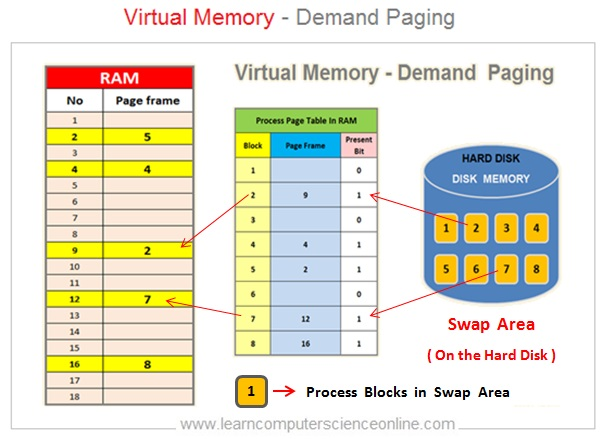 Virtual Memory - Demand Paging
Virtual Memory - Demand Paging
RAM
No Page frame
1
2 5
3
4 4
5
6
7
8
9 2
10
11
12 7
13
14
15
16 8
17
18
Process Page Table In RAM
Block Page Frame Present Bit
1 0
2 9 1
3 0
4 4 1
5 2 1
6 0
7 12 1
8 16 1
HARD DISK
DISK MEMORY
1 2 3 4
5 6 7 8
Swap Area
( On the Hard Disk )
1 Process Blocks in Swap Area
www.learncomputerscienceonline.com